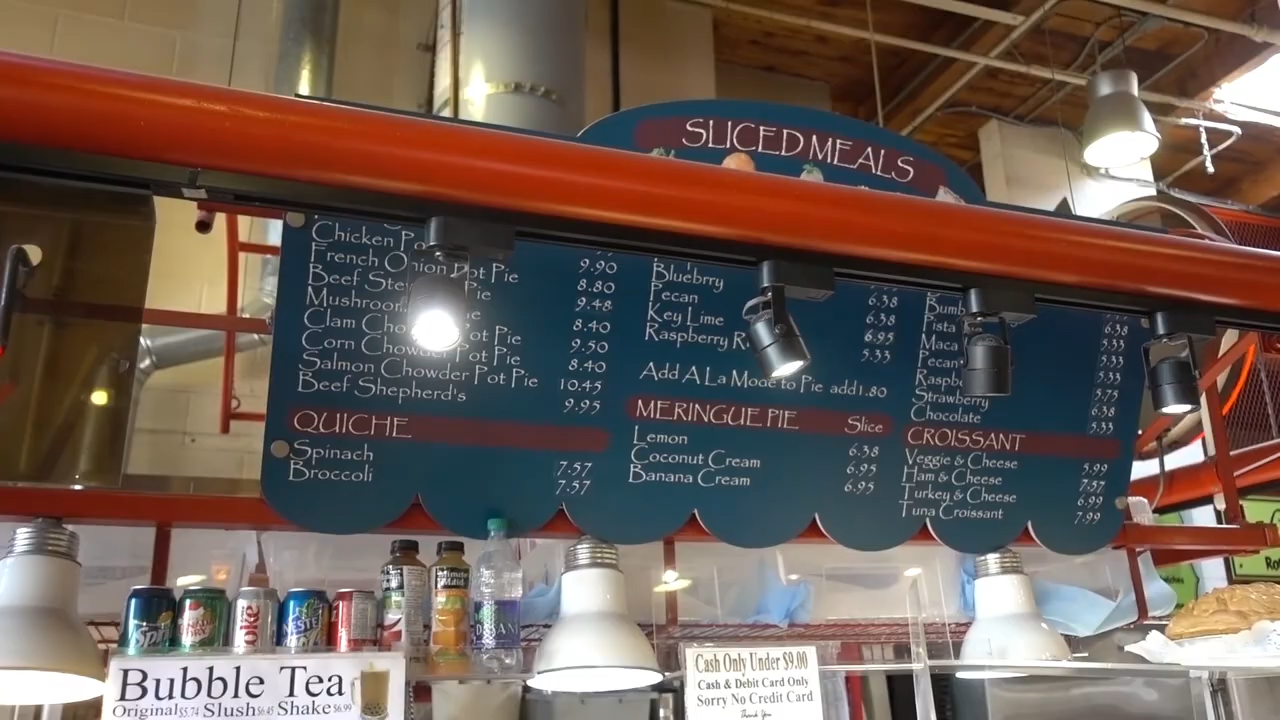 SLICED MEALS
Chicken Po
French Onion Pot Pie 9.90
Beef Ste Pie 8.80
Mushroom 9.48
Clam Cho Pot Pie 8.40
Corn Chowder Pot Pie 9.50
Salmon Chowder Pot Pie 8.40
Beef Shepherd's 10.45
9.95
QUICHE
Spinach 7.57
Broccoli 7.57
Bluebrry
Pecan 6.38
Key Lime 6.38
Raspberry R 6.95
5.33
Add A La Mode to Pie add 1.80
MERINGUE PIE Slice
Lemon 6.38
Coconut Cream 6.95
Banana Cream 6.95
Bumb
Pista 6.38
Maca 5.33
Pecan 5.33
Raspb 5.33
Strawberry 5.75
Chocolate 6.38
5.33
CROISSANT
Veggie & Cheese 5.99
Ham & Cheese 7.57
Turkey & Cheese 6.99
Tuna Croissant 7.99
Minute Maid
DASANI
Bubble Tea
Original $5.74 Slush $6.45 Shake $6.99
Cash Only Under $9.00
Cash & Debit Card Only
Sorry No Credit Card
Thank You